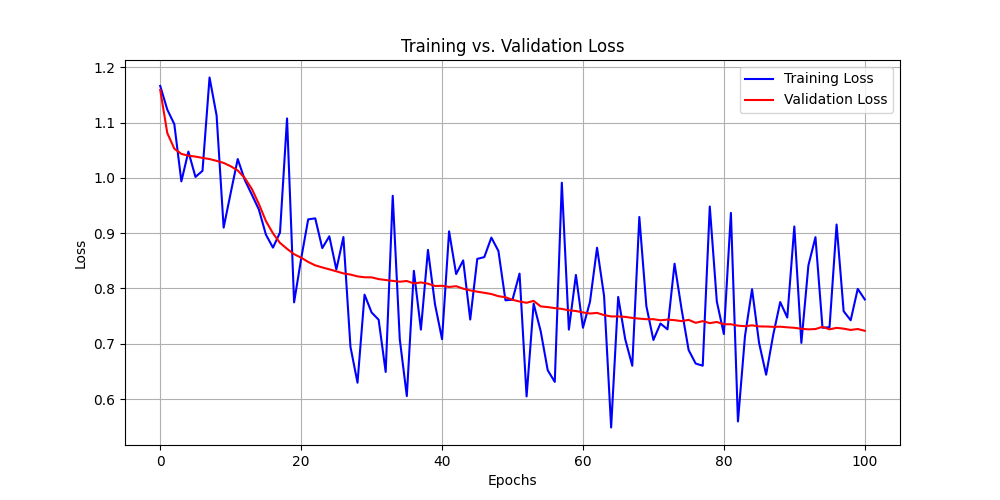 Training vs. Validation Loss
1.2
1.1
1.0
0.9
0.8
0.7
0.6
Loss
Training Loss
Validation Loss
0
20
40
60
80
100
Epochs